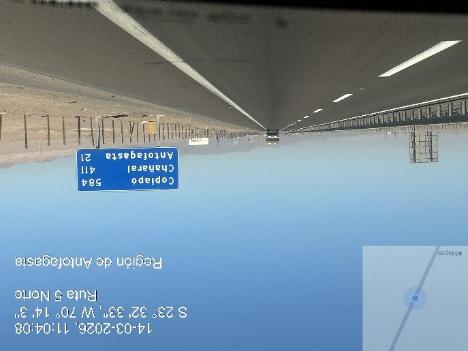 14-03-2026, 11:04:08
S 23° 32' 33", W 70° 14' 3"
Ruta 5 Norte
Región de Antofagasta
Copiapó 584
Chañaral 411
Antofagasta 21
Mapas